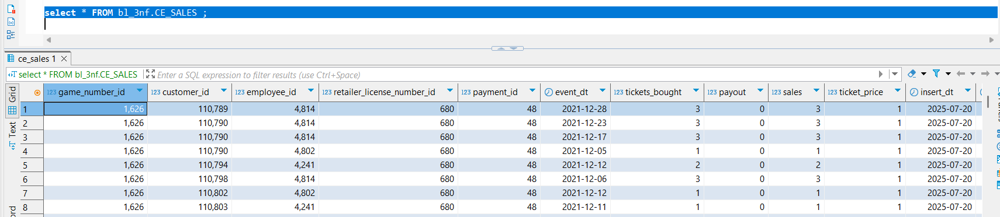 select * FROM bl_3nf.CE_SALES ;
ce_sales 1
select * FROM bl_3nf.CE_SALES Enter a SQL expression to filter results (use Ctrl+Space)
Grid
Text
123 game_number_id 123 customer_id 123 employee_id 123 retailer_license_number_id 123 payment_id event_dt 123 tickets_bought 123 payout 123 sales 123 ticket_price insert_dt
1 1,626 110,789 4,814 680 48 2021-12-28 3 0 3 1 2025-07-20
2 1,626 110,790 4,814 680 48 2021-12-23 3 0 3 1 2025-07-20
3 1,626 110,790 4,814 680 48 2021-12-17 3 0 3 1 2025-07-20
4 1,626 110,790 4,802 680 48 2021-12-05 1 0 1 1 2025-07-20
5 1,626 110,794 4,241 680 48 2021-12-12 2 0 2 1 2025-07-20
6 1,626 110,798 4,814 680 48 2021-12-06 3 0 3 1 2025-07-20
7 1,626 110,802 4,802 680 48 2021-12-12 1 0 1 1 2025-07-20
8 1,626 110,803 4,241 680 48 2021-12-11 1 0 1 1 2025-07-20